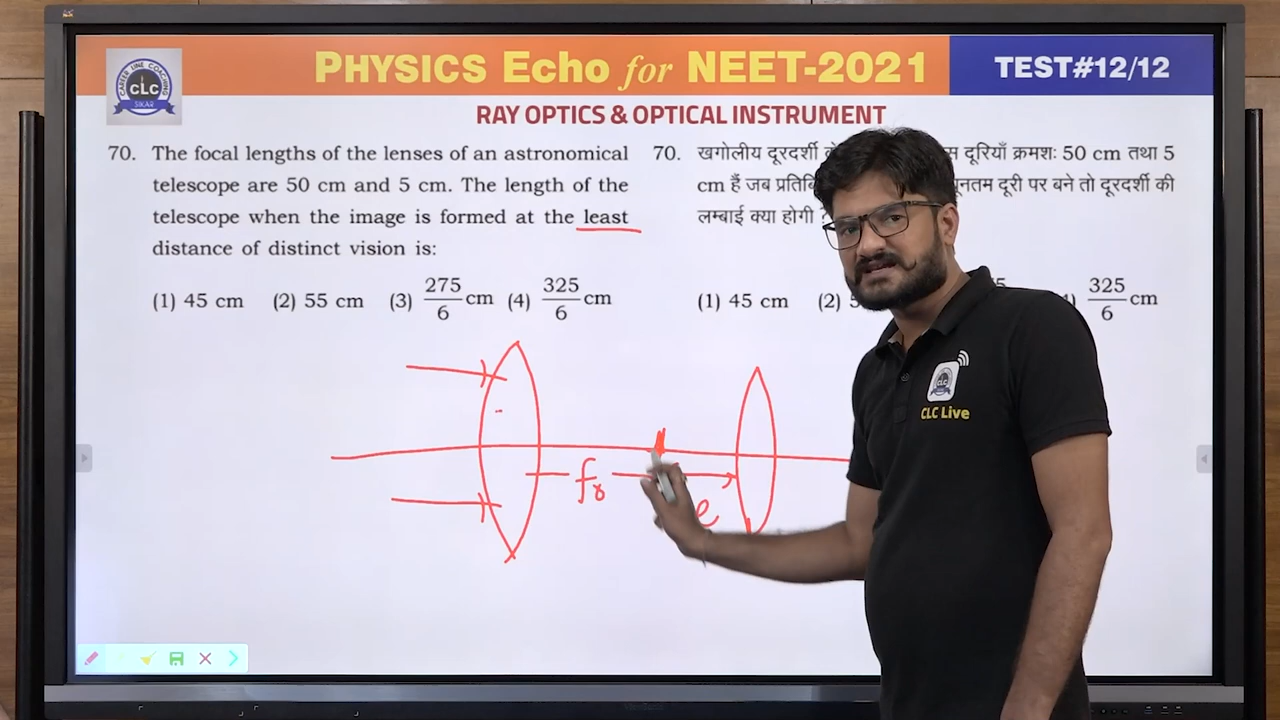 PHYSICS Echo for NEET-2021
TEST#12/12
CAREER LINE COACHING
CLC
SIKAR
RAY OPTICS & OPTICAL INSTRUMENT
70. The focal lengths of the lenses of an astronomical
telescope are 50 cm and 5 cm. The length of the
telescope when the image is formed at the least
distance of distinct vision is:
(1) 45 cm (2) 55 cm (3) 275/6 cm (4) 325/6 cm
70. खगोलीय दूरदर्शी दूरियाँ क्रमशः 50 cm तथा 5
cm हैं जब दूरी पर बने तो दूरदर्शी की
लम्बाई क्या होगी ?
(1) 45 cm (2) 325/6 cm
f₀
e
CLC
CLC Live